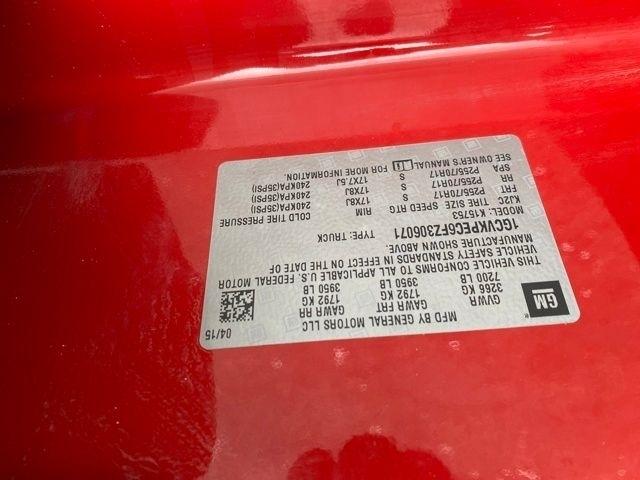 MFD BY GENERAL MOTORS LLC 04/15
GVWR GAWR FRT GAWR RR
3266 KG 1792 KG 1792 KG
7200 LB 3950 LB 3950 LB
GM
THIS VEHICLE CONFORMS TO ALL APPLICABLE U.S. FEDERAL MOTOR
VEHICLE SAFETY STANDARDS IN EFFECT ON THE DATE OF
MANUFACTURE SHOWN ABOVE.
1GCVKPEC6FZ306071 TYPE: TRUCK
MODEL: K15753
KJ2C TIRE SIZE SPEED RTG RIM COLD TIRE PRESSURE
FRT P255/70R17 S 17X8J 240KPA(35PSI)
RR P255/70R17 S 17X8J 240KPA(35PSI)
SPA P255/70R17 S 17X7.5J 240KPA(35PSI)
SEE OWNER'S MANUAL FOR MORE INFORMATION.